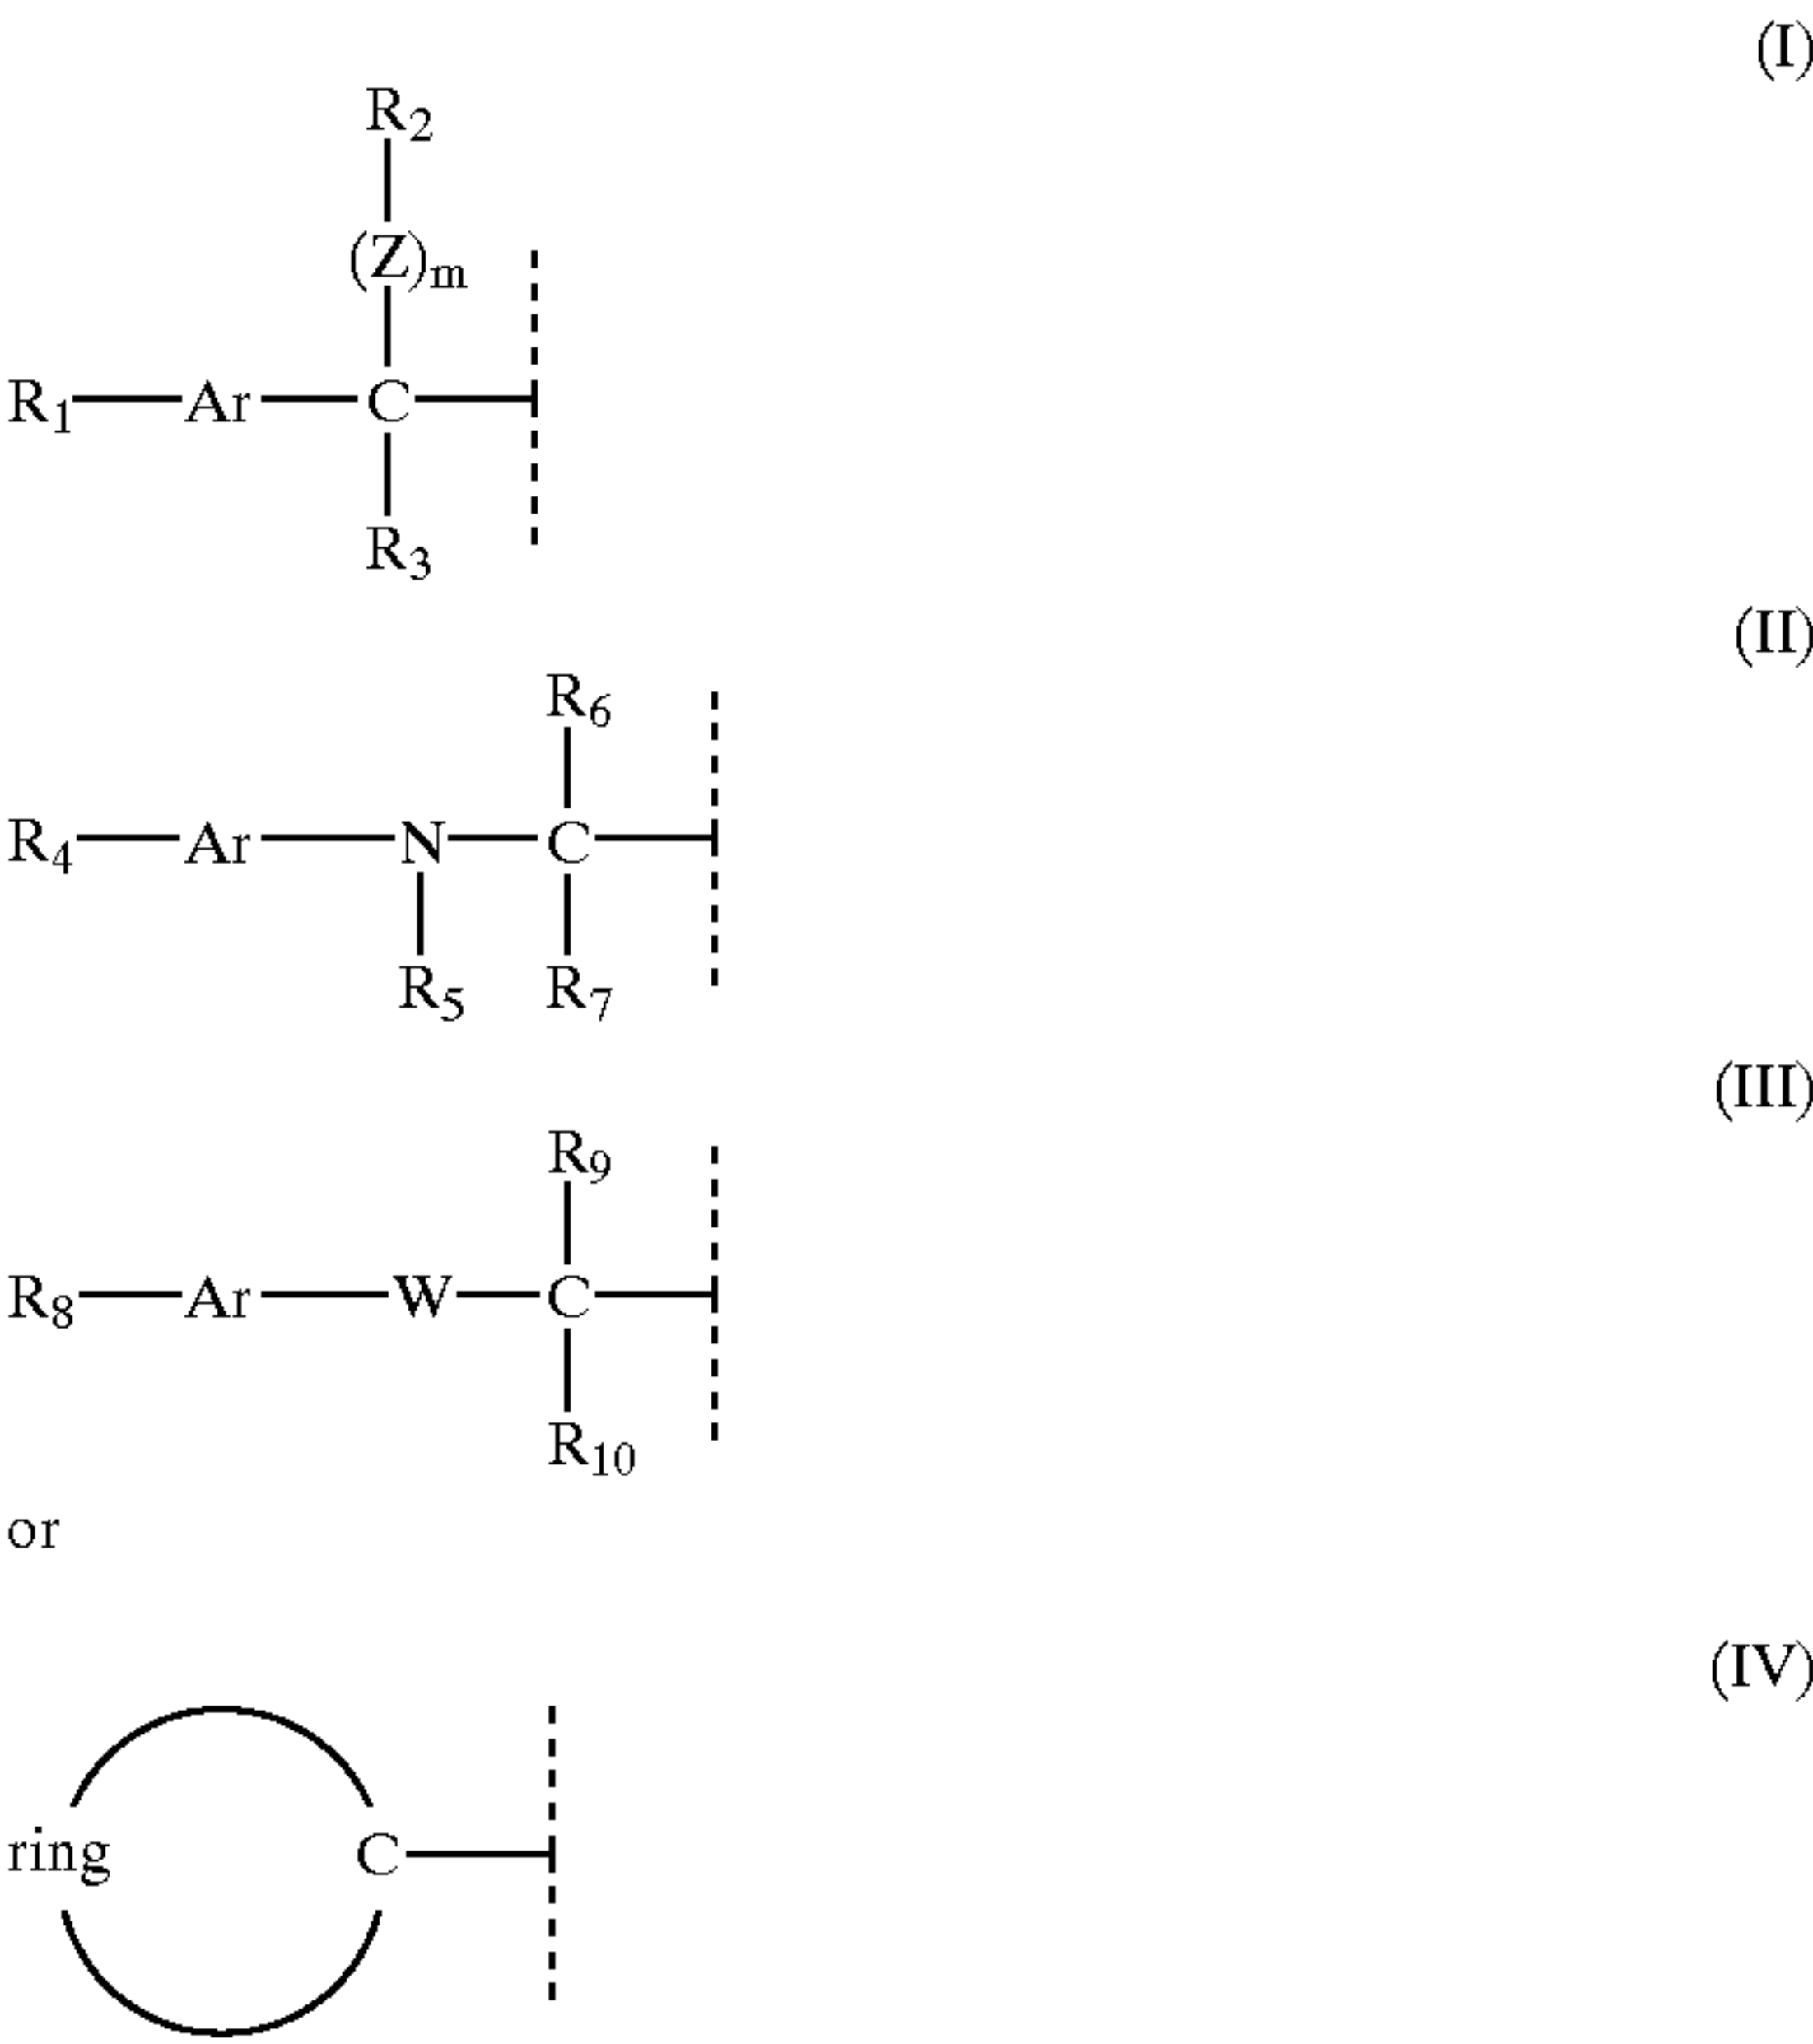 (I)
R2
(Z)m
R1 Ar C
R3
(II)
R6
R4 Ar N C
R5 R7
(III)
R9
R8 Ar W C
R10
or
(IV)
ring C